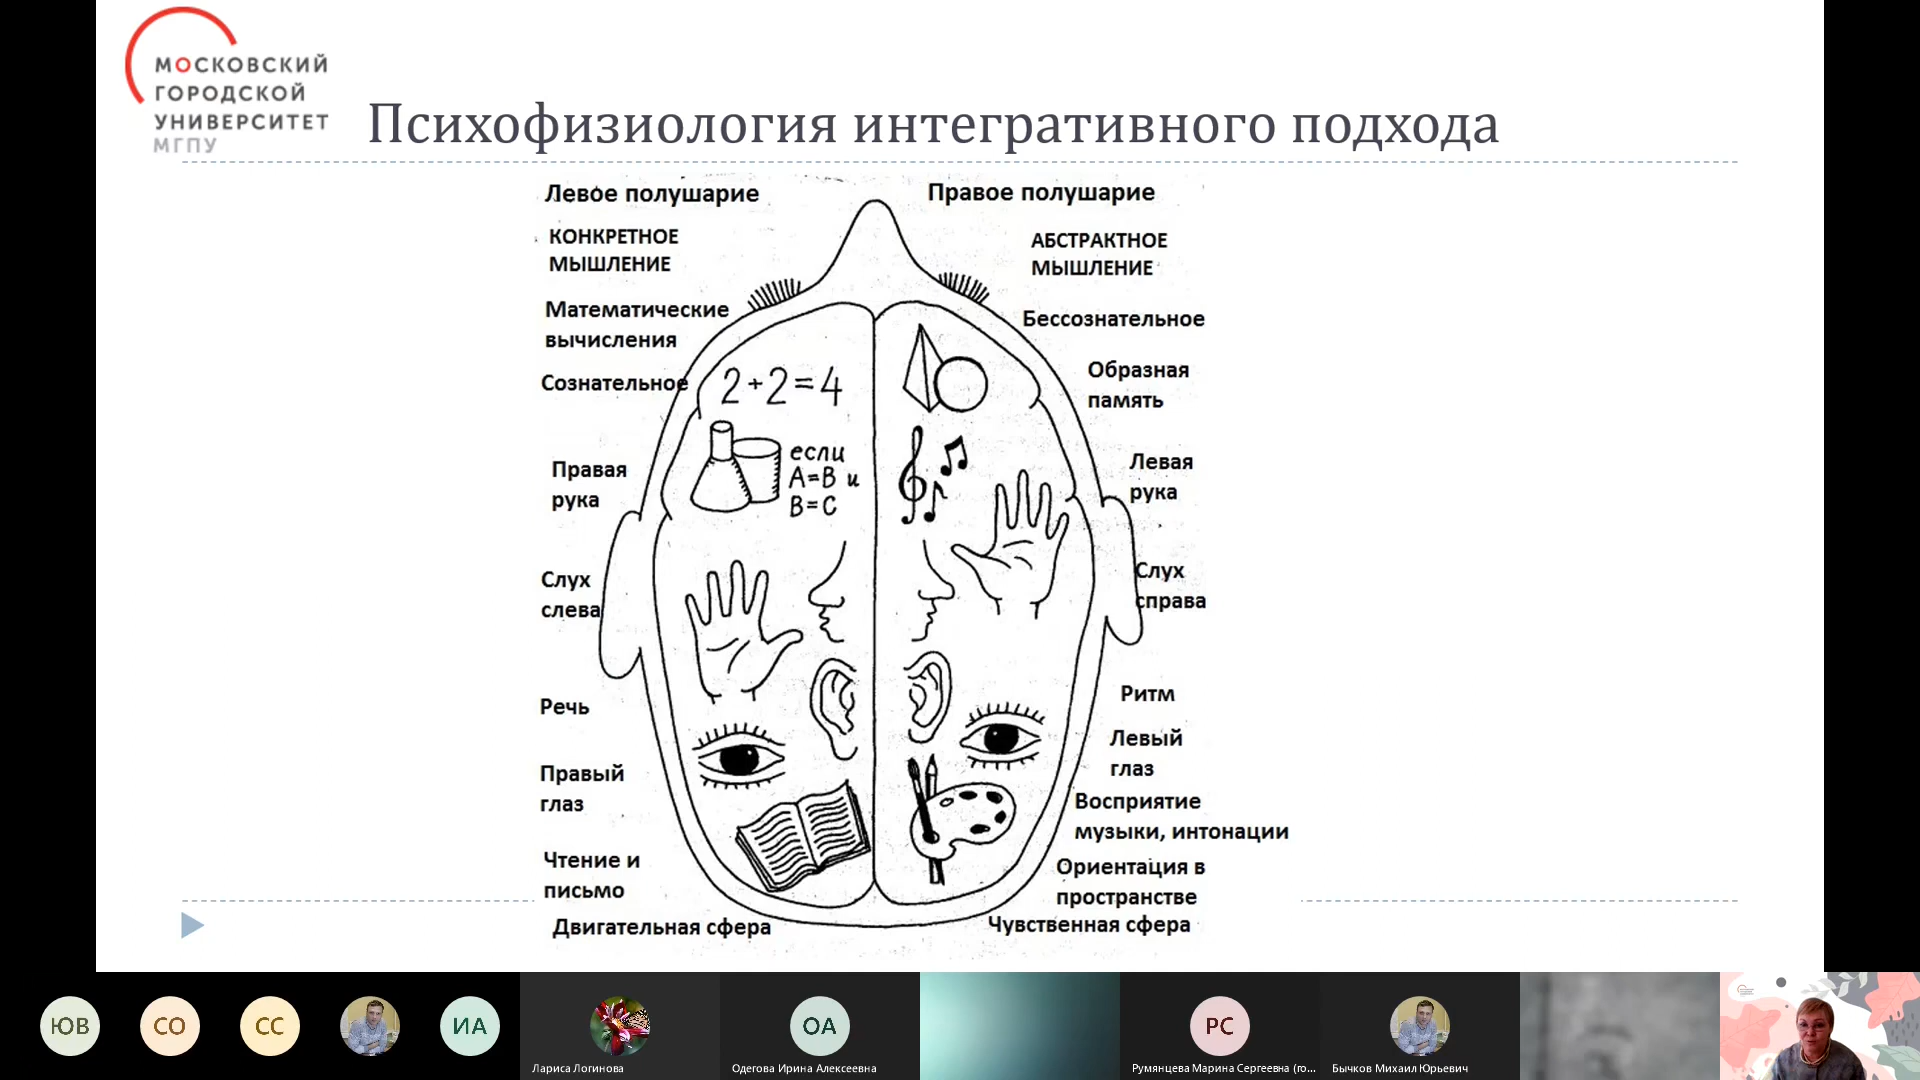 МОСКОВСКИЙ
ГОРОДСКОЙ
УНИВЕРСИТЕТ
МГПУ
Психофизиология интегративного подхода
Левое полушарие
КОНКРЕТНОЕ
МЫШЛЕНИЕ
Математические
вычисления
Сознательное
Правая
рука
Слух
слева
Речь
Правый
глаз
Чтение и
письмо
Двигательная сфера
2+2=4
если
A=B и
B=C
Правое полушарие
АБСТРАКТНОЕ
МЫШЛЕНИЕ
Бессознательное
Образная
память
Левая
рука
Слух
справа
Ритм
Левый
глаз
Восприятие
музыки, интонации
Ориентация в
пространстве
Чувственная сфера
ЮВ
СО
СС
ИА
Лариса Логинова
ОА
Одегова Ирина Алексеевна
РС
Румянцева Марина Сергеевна (го...
Бычков Михаил Юрьевич